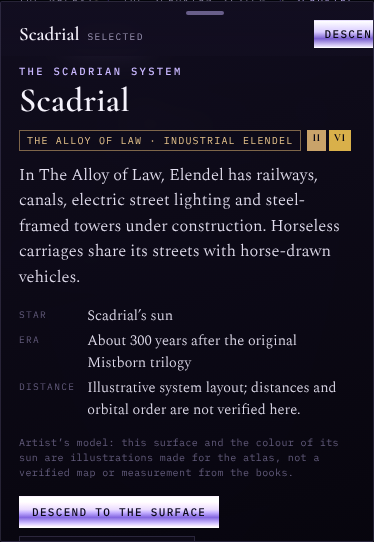 Scadrial SELECTED
DESCEN
THE SCADRIAN SYSTEM
Scadrial
THE ALLOY OF LAW · INDUSTRIAL ELENDEL II VI
In The Alloy of Law, Elendel has railways,
canals, electric street lighting and steel-
framed towers under construction. Horseless
carriages share its streets with horse-drawn
vehicles.
STAR Scadrial’s sun
ERA About 300 years after the original
Mistborn trilogy
DISTANCE Illustrative system layout; distances and
orbital order are not verified here.
Artist’s model: this surface and the colour of its
sun are illustrations made for the atlas, not a
verified map or measurement from the books.
DESCEND TO THE SURFACE